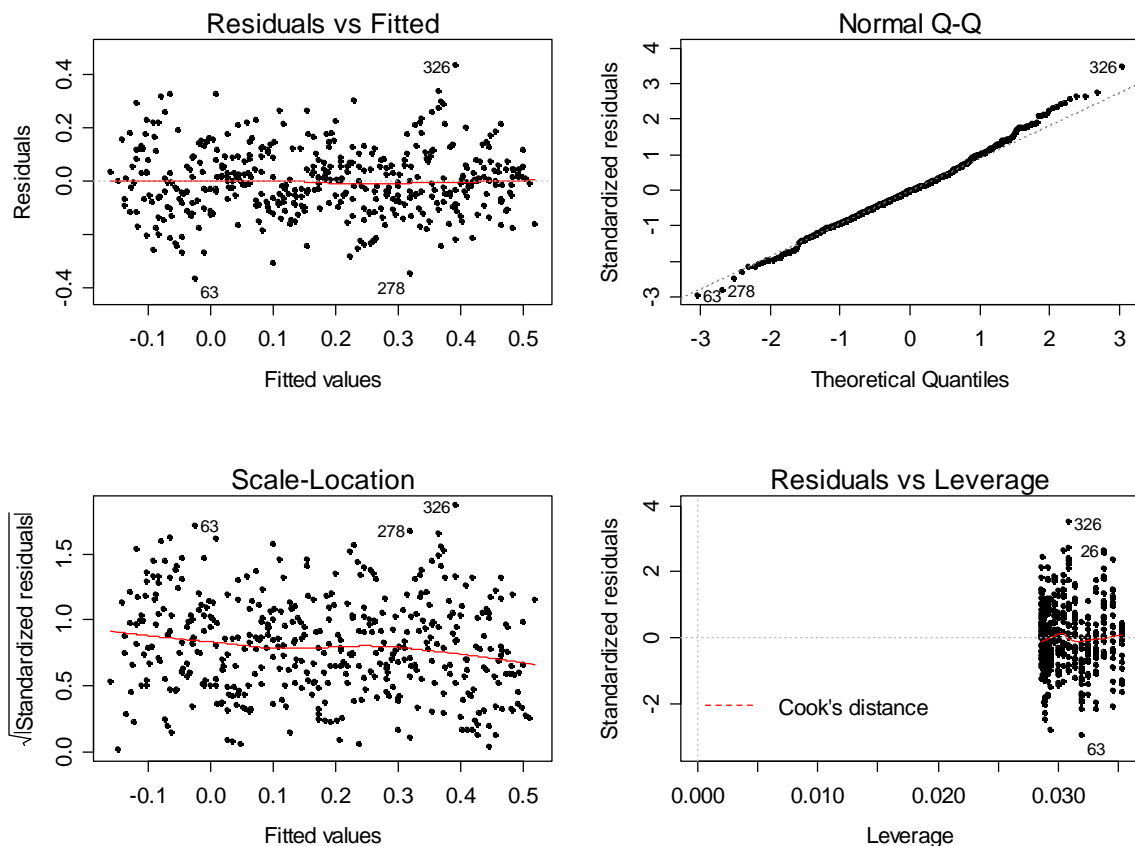 Residuals vs Fitted
Residuals
0.4
0.2
0.0
-0.4
326
63
278
-0.1 0.0 0.1 0.2 0.3 0.4 0.5
Fitted values
Normal Q-Q
Standardized residuals
4
3
2
1
0
-1
-3
326
63
278
-3 -2 -1 0 1 2 3
Theoretical Quantiles
Scale-Location
√|Standardized residuals|
1.5
1.0
0.5
0.0
63
278
326
-0.1 0.0 0.1 0.2 0.3 0.4 0.5
Fitted values
Residuals vs Leverage
Standardized residuals
4
2
0
-2
326
26
Cook's distance
63
0.000 0.010 0.020 0.030
Leverage